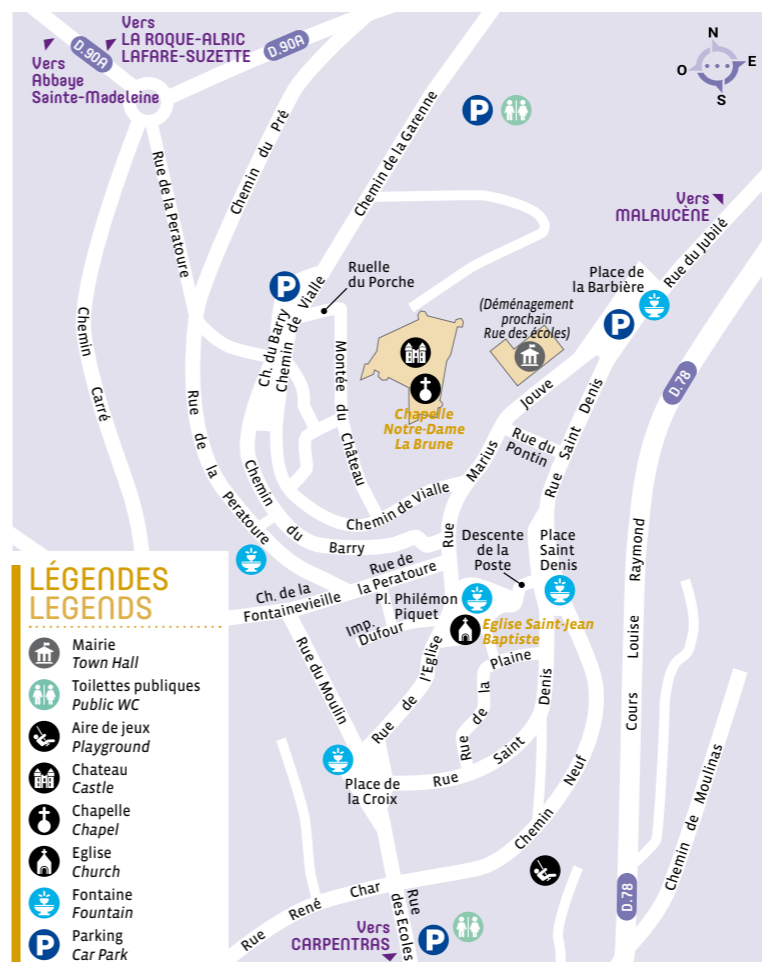 Vers
LA ROQUE-ALRIC
LAFARE-SUZETTE
D.90A
D.90A
Vers
Abbaye
Sainte-Madeleine
N
O
E
S
P
Chemin du Pré
Chemin de la Garenne
Rue de la Peratoure
Vers
MALAUCÈNE
Rue du Jubilé
Place de
la Barbière
P
Ruelle
du Porche
P
(Déménagement
prochain
Rue des écoles)
Ch. du Barry
Chemin de Vialle
Montée du Château
Chemin Carré
D.78
Chapelle
Notre-Dame
La Brune
Rue Marius Jouve
Rue du
Pontin
Rue Saint Denis
Rue de la Peratoure
Chemin du Barry
Chemin de Vialle
Descente
de la
Poste
Place
Saint
Denis
Cours Louise Raymond
Rue de
la Peratoure
Ch. de la
Fontainevieille
Pl. Philémon
Piquet
Imp.
Dufour
Eglise Saint-Jean
Baptiste
Rue du Moulin
Rue de l'Eglise
Rue de la Plaine
Rue Saint Denis
Place de
la Croix
Chemin Neuf
Chemin de Moulinas
D.78
Rue René Char
Rue
des Ecoles
Vers
CARPENTRAS
P
LÉGENDES
LEGENDS
Mairie
Town Hall
Toilettes publiques
Public WC
Aire de jeux
Playground
Chateau
Castle
Chapelle
Chapel
Eglise
Church
Fontaine
Fountain
P
Parking
Car Park